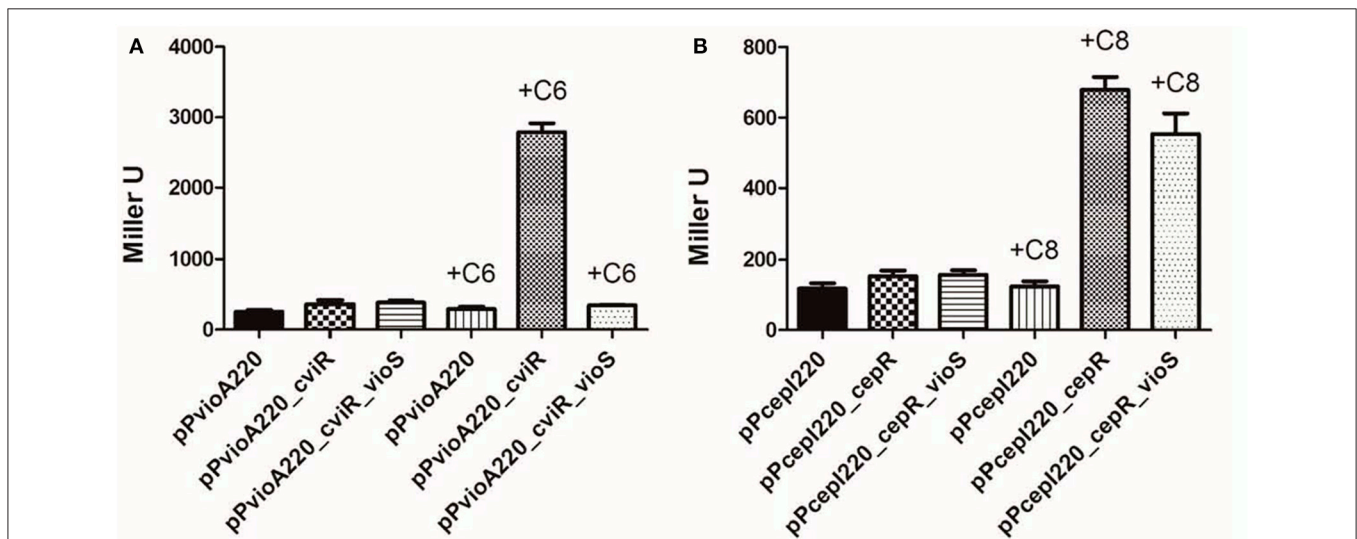 A
Miller U
4000
3000
2000
1000
0
+C6
+C6
+C6
pPvioA220
pPvioA220_cviR
pPvioA220_cviR_vioS
pPvioA220
pPvioA220_cviR
pPvioA220_cviR_vioS
B
Miller U
800
600
400
200
0
+C8
+C8
+C8
pPcepI220
pPcepI220_cepR
pPcepI220_cepR_vioS
pPcepI220
pPcepI220_cepR
pPcepI220_cepR_vioS